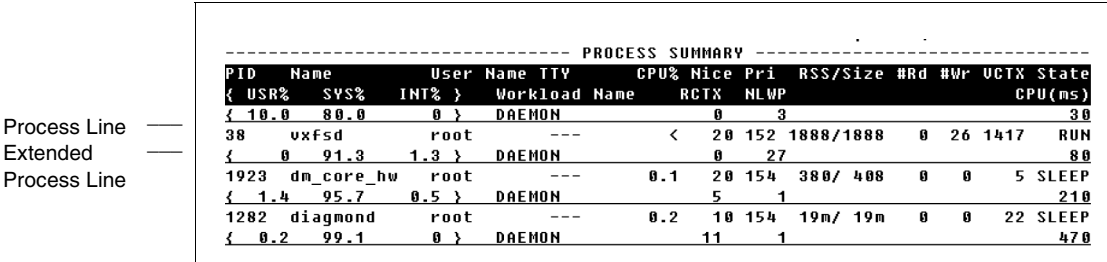 ------------------------------- PROCESS SUMMARY -------------------------------
PID   Name         User Name TTY     CPU% Nice Pri  RSS/Size #Rd #Wr VCTX State
{ USR%   SYS%   INT% }   Workload Name    RCTX  NLWP                    CPU(ms)
{ 10.0   80.0      0 }   DAEMON              0     3                         30
Process Line
38    vxfsd        root       ---       <   20 152 1888/1888   0  26 1417   RUN
Extended
Process Line
{    0   91.3    1.3 }   DAEMON              0    27                         80
1923  dm_core_hw   root       ---     0.1   20 154  380/ 408   0   0    5 SLEEP
{  1.4   95.7    0.5 }   DAEMON              5     1                        210
1282  diagmond     root       ---     0.2   10 154  19m/ 19m   0   0   22 SLEEP
{  0.2   99.1      0 }   DAEMON             11     1                        470